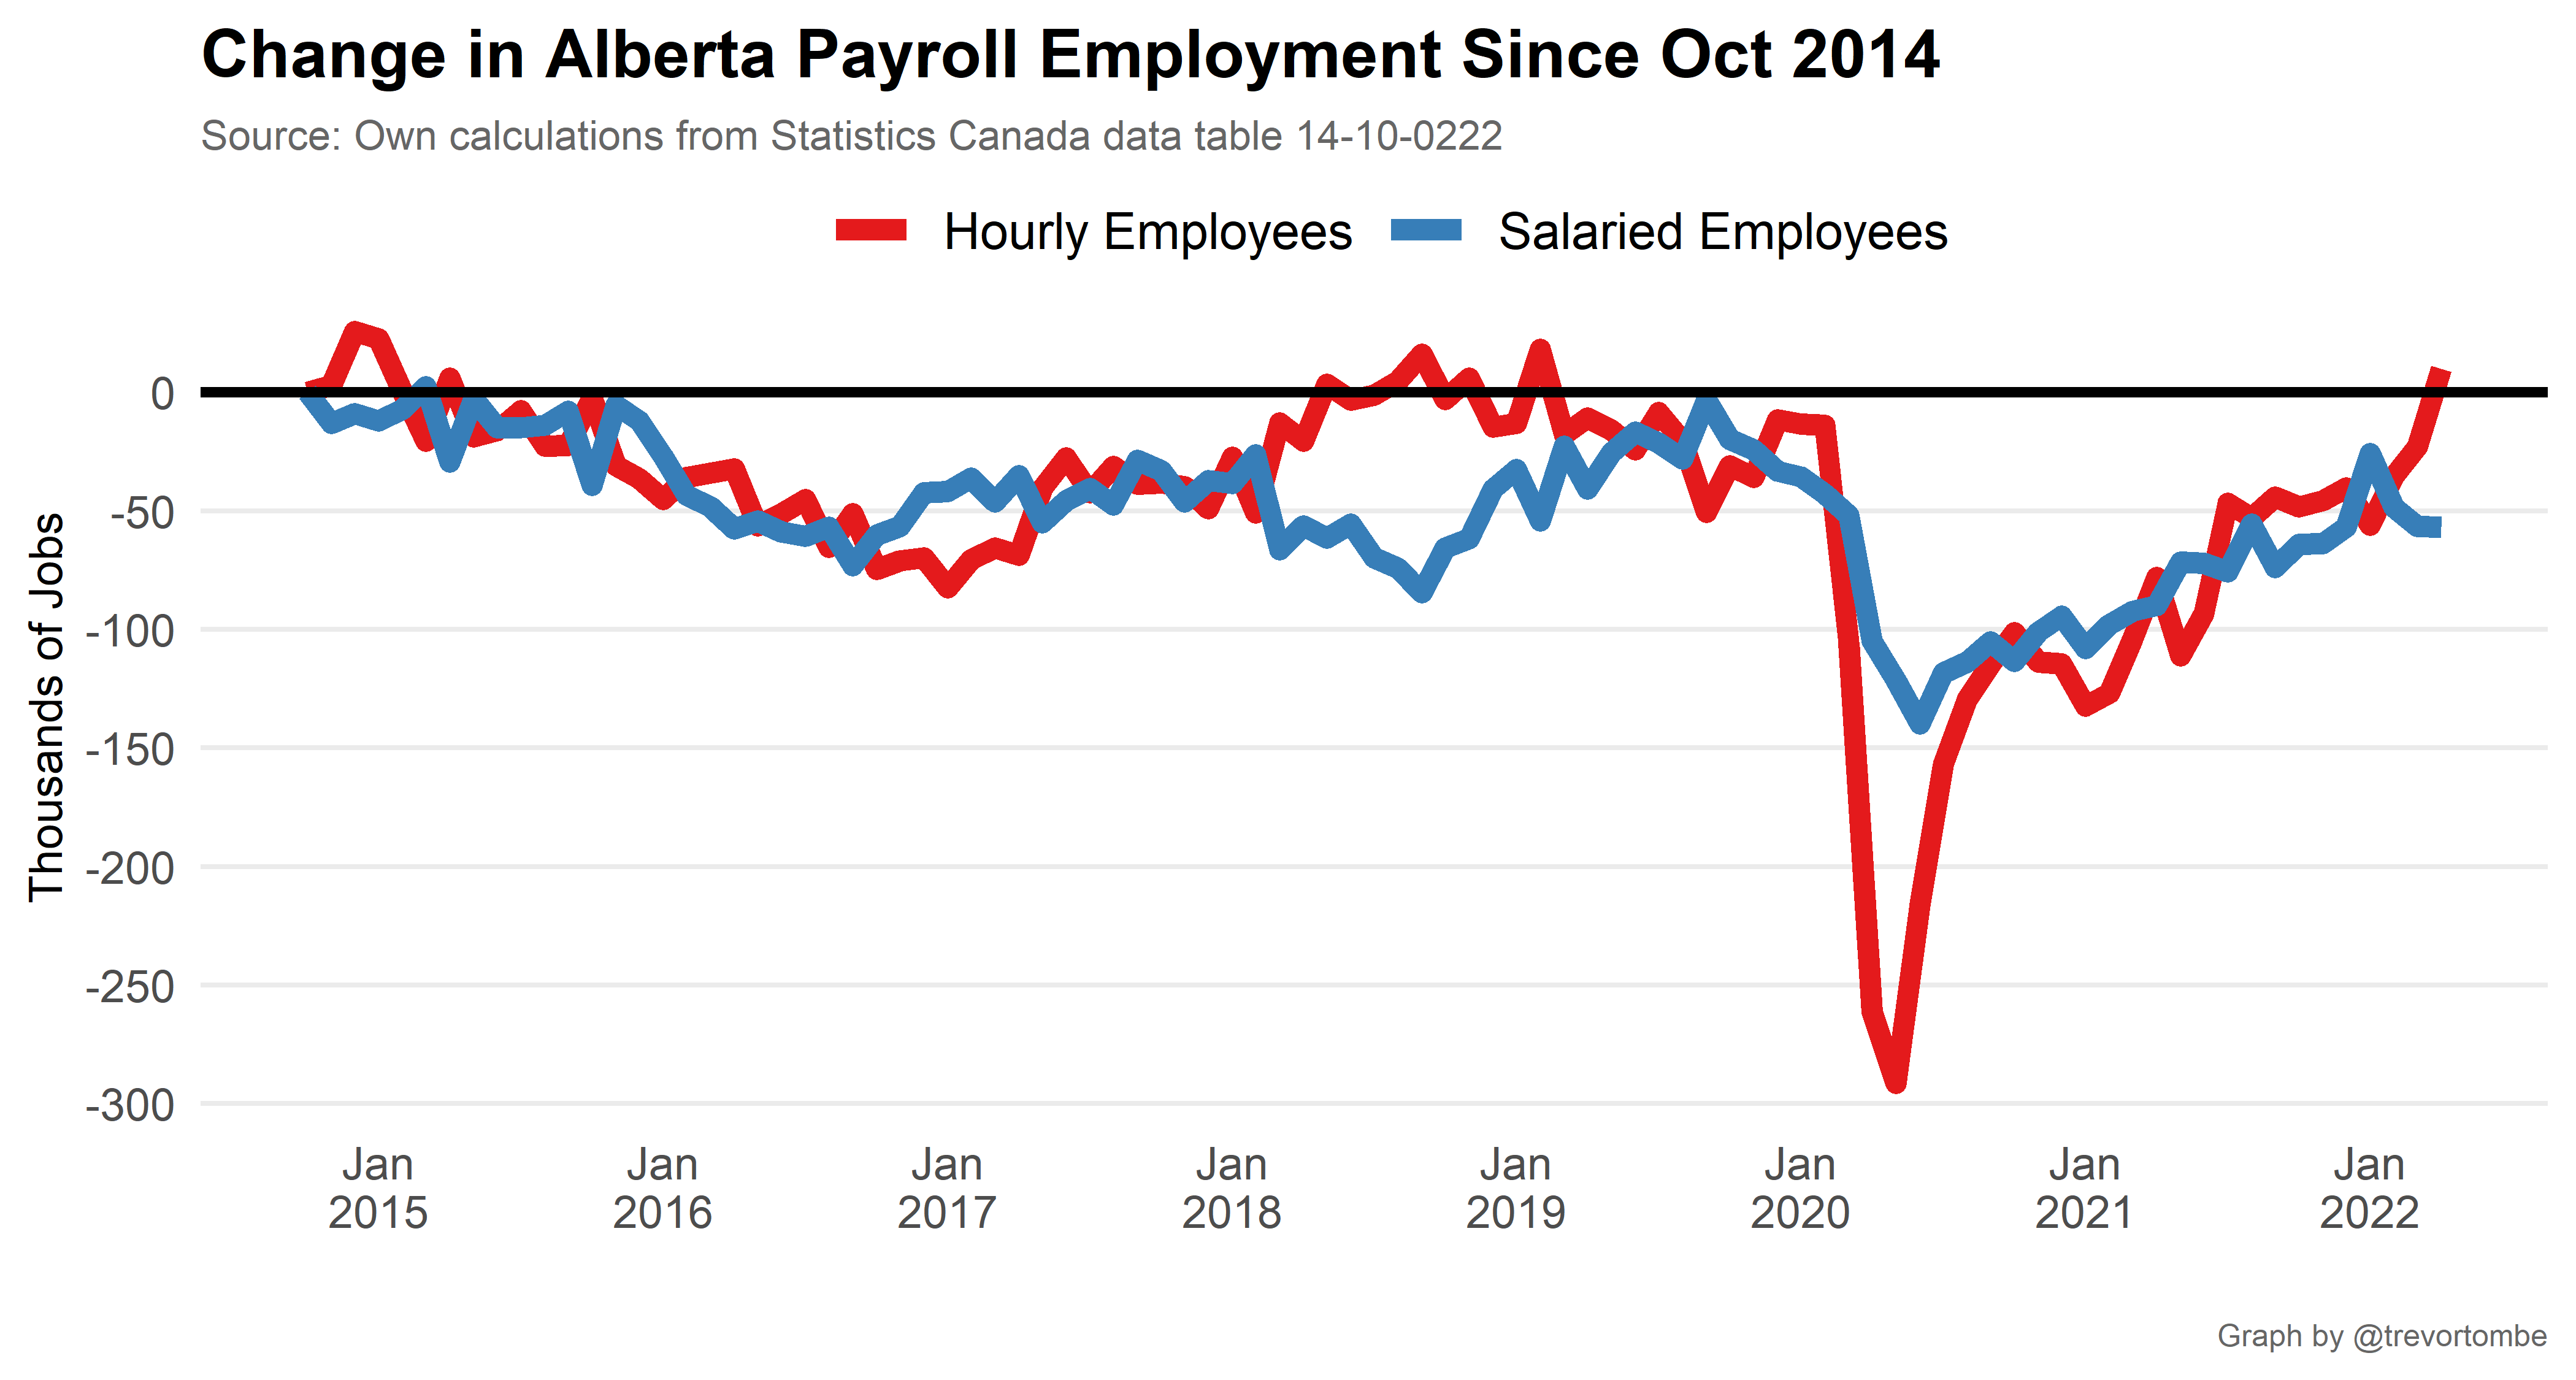 Change in Alberta Payroll Employment Since Oct 2014
Source: Own calculations from Statistics Canada data table 14-10-0222
Hourly Employees Salaried Employees
Thousands of Jobs
0
-50
-100
-150
-200
-250
-300
Jan Jan Jan Jan Jan Jan Jan Jan
2015 2016 2017 2018 2019 2020 2021 2022
Graph by @trevortombe